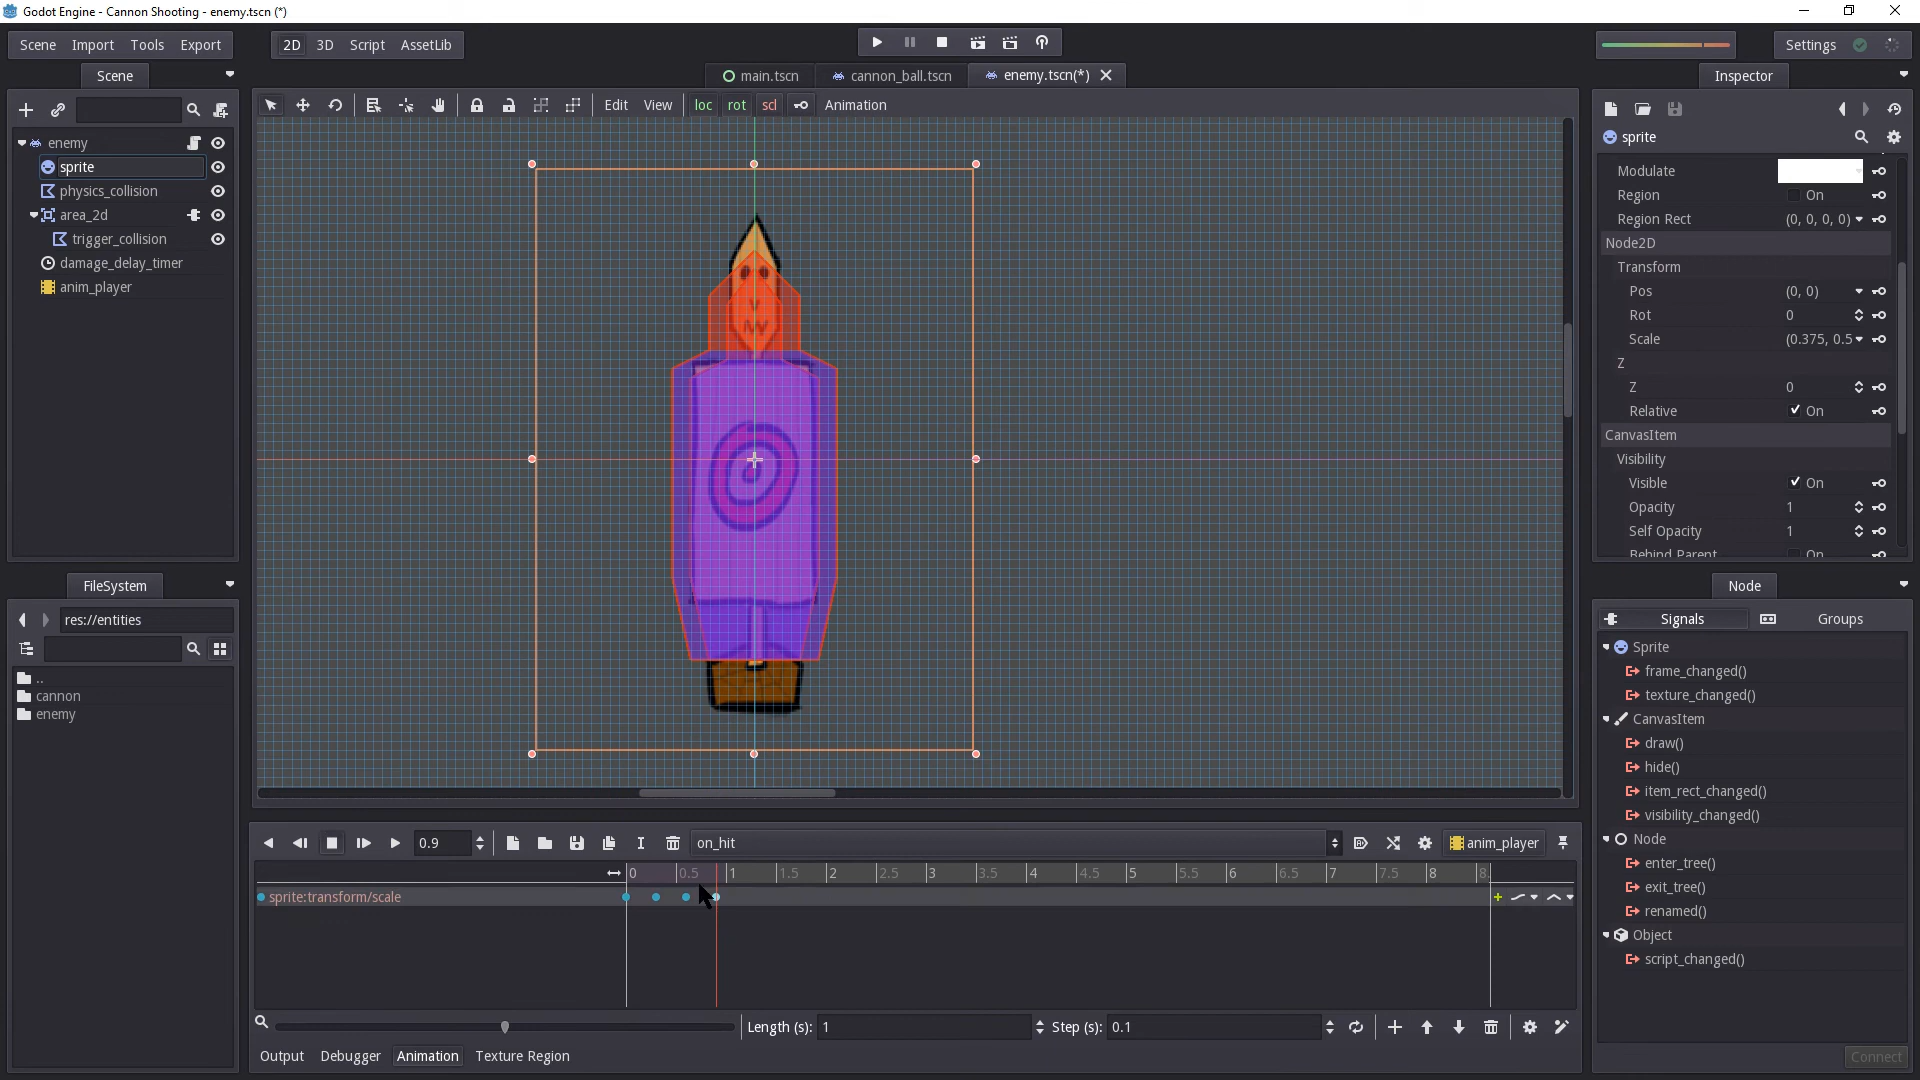 Godot Engine - Cannon Shooting - enemy.tscn (*)
Scene Import Tools Export 2D 3D Script AssetLib Settings
Scene main.tscn cannon_ball.tscn enemy.tscn(*) Inspector
Edit View loc rot scl Animation
enemy
sprite
physics_collision
area_2d
trigger_collision
damage_delay_timer
anim_player
sprite
Modulate
Region On
Region Rect (0, 0, 0, 0)
Node2D
Transform
Pos (0, 0)
Rot 0
Scale (0.375, 0.5
Z
Z 0
Relative On
CanvasItem
Visibility
Visible On
Opacity 1
Self Opacity 1
Behind Parent On
FileSystem
res://entities
..
cannon
enemy
Node
Signals Groups
Sprite
frame_changed()
texture_changed()
CanvasItem
draw()
hide()
item_rect_changed()
visibility_changed()
Node
enter_tree()
exit_tree()
renamed()
Object
script_changed()
Connect
0.9 on_hit anim_player
0 0.5 1 1.5 2 2.5 3 3.5 4 4.5 5 5.5 6 6.5 7 7.5 8 8.
sprite:transform/scale
Length (s): 1 Step (s): 0.1
Output Debugger Animation Texture Region